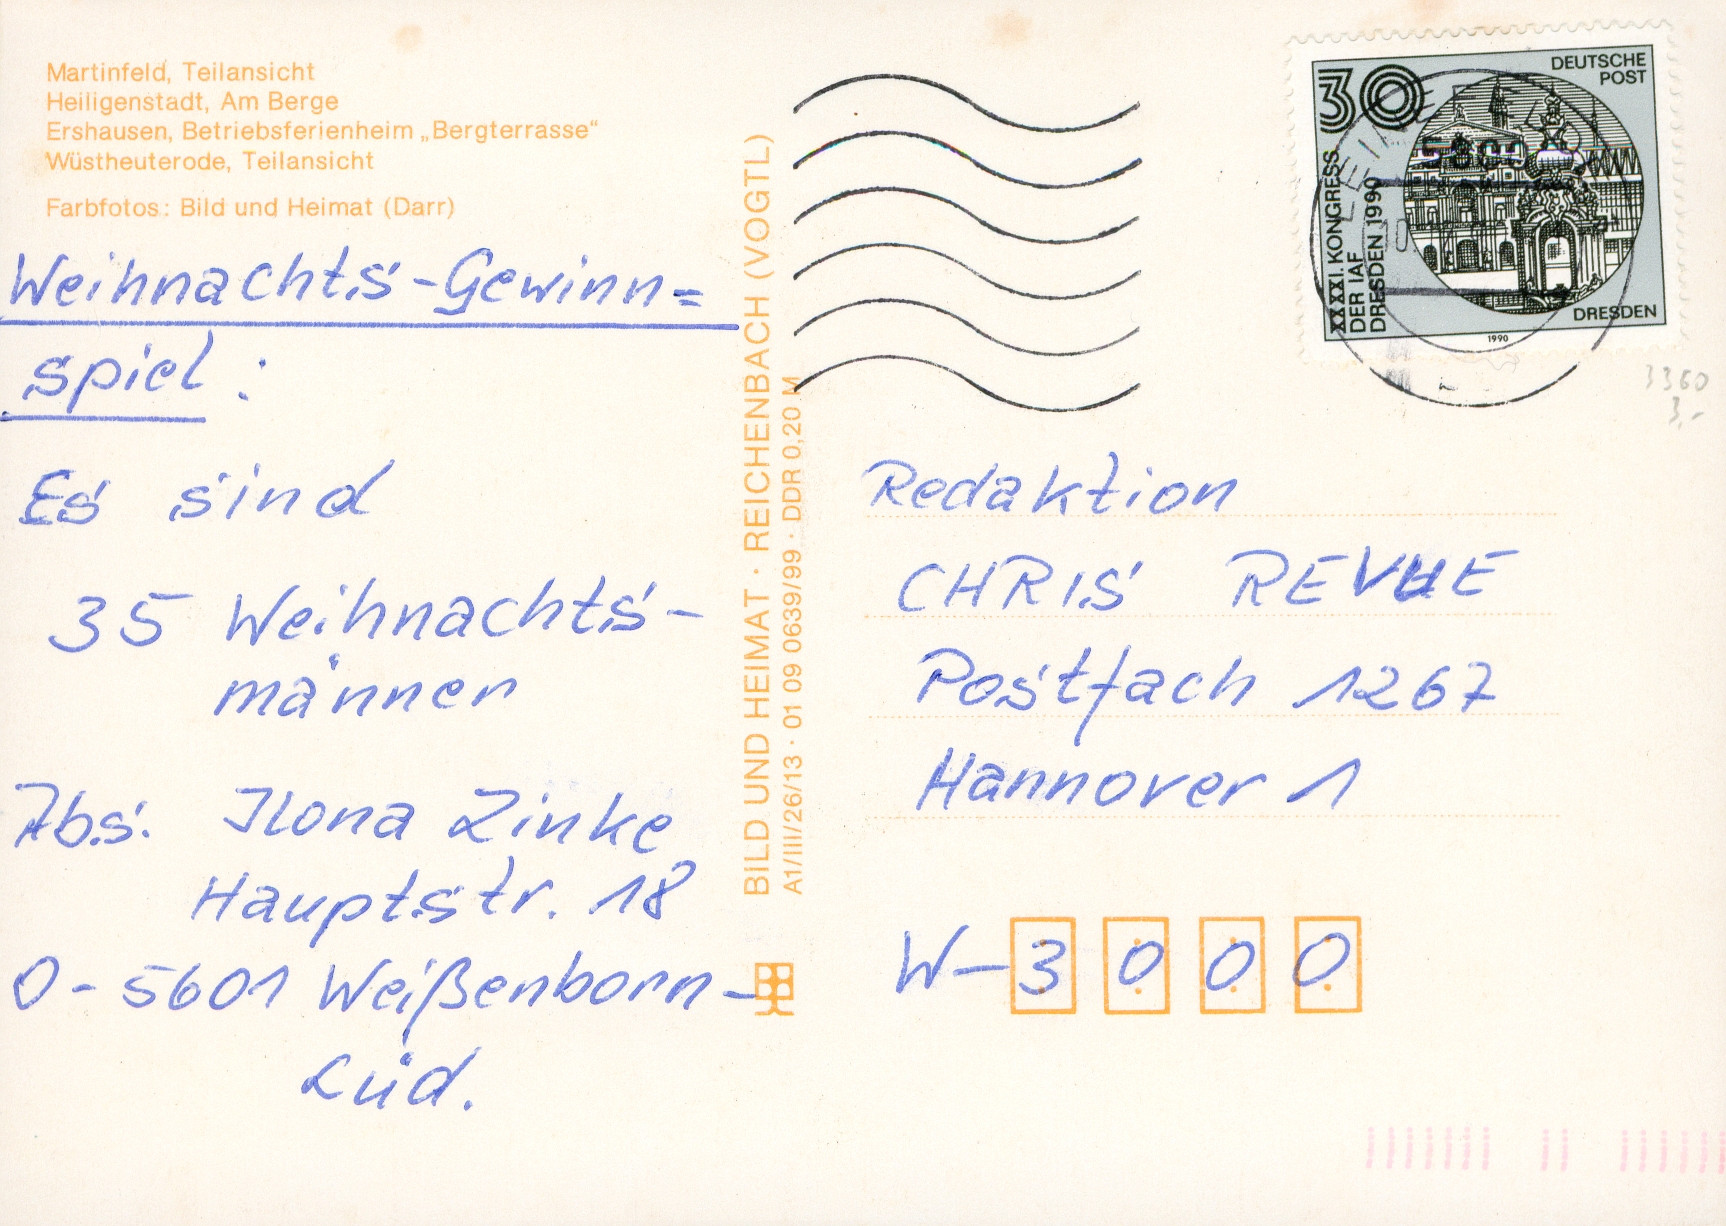 Martinfeld, Teilansicht
Heiligenstadt, Am Berge
Ershausen, Betriebsferienheim „Bergterrasse“
Wüstheuterode, Teilansicht
Farbfotos: Bild und Heimat (Darr)
Weihnachts-Gewinn=
spiel:
Es sind
35 Weihnachts-
männer
Abs. Ilona Zinke
Hauptstr. 18
O-5601 Weißenborn-
Lüd.
BILD UND HEIMAT · REICHENBACH (VOGTL)
A1/III/26/13 · 01 09 0639/99 · DDR 0,20 M
30
DEUTSCHE
POST
XXXXI. KONGRESS
DER IAF
DRESDEN 1990
DRESDEN
1990
5600
3360
3,-
Redaktion
CHRIS REVUE
Postfach 1267
Hannover 1
W-3000